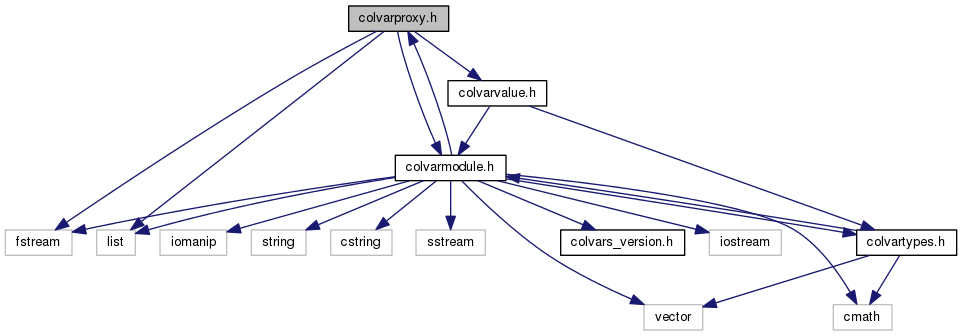 colvarproxy.h
colvarvalue.h
colvarmodule.h
fstream
list
iomanip
string
cstring
sstream
colvars_version.h
iostream
colvartypes.h
vector
cmath